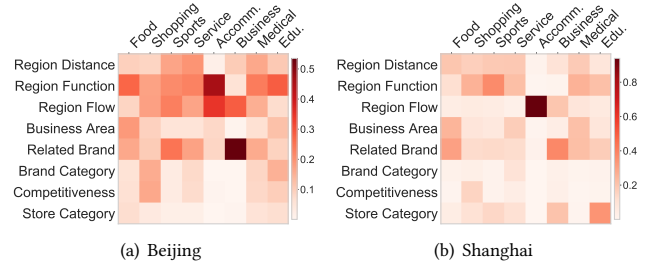 Food Shopping Sports Service Accomm. Business Medical Edu.
Region Distance
Region Function
Region Flow
Business Area
Related Brand
Brand Category
Competitiveness
Store Category
0.5
0.4
0.3
0.2
0.1
(a) Beijing
Food Shopping Sports Service Accomm. Business Medical Edu.
Region Distance
Region Function
Region Flow
Business Area
Related Brand
Brand Category
Competitiveness
Store Category
0.8
0.6
0.4
0.2
(b) Shanghai